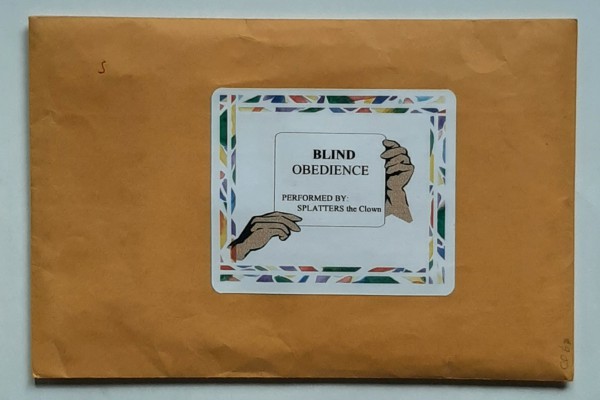 S
BLIND
OBEDIENCE
PERFORMED BY:
SPLATTERS the Clown